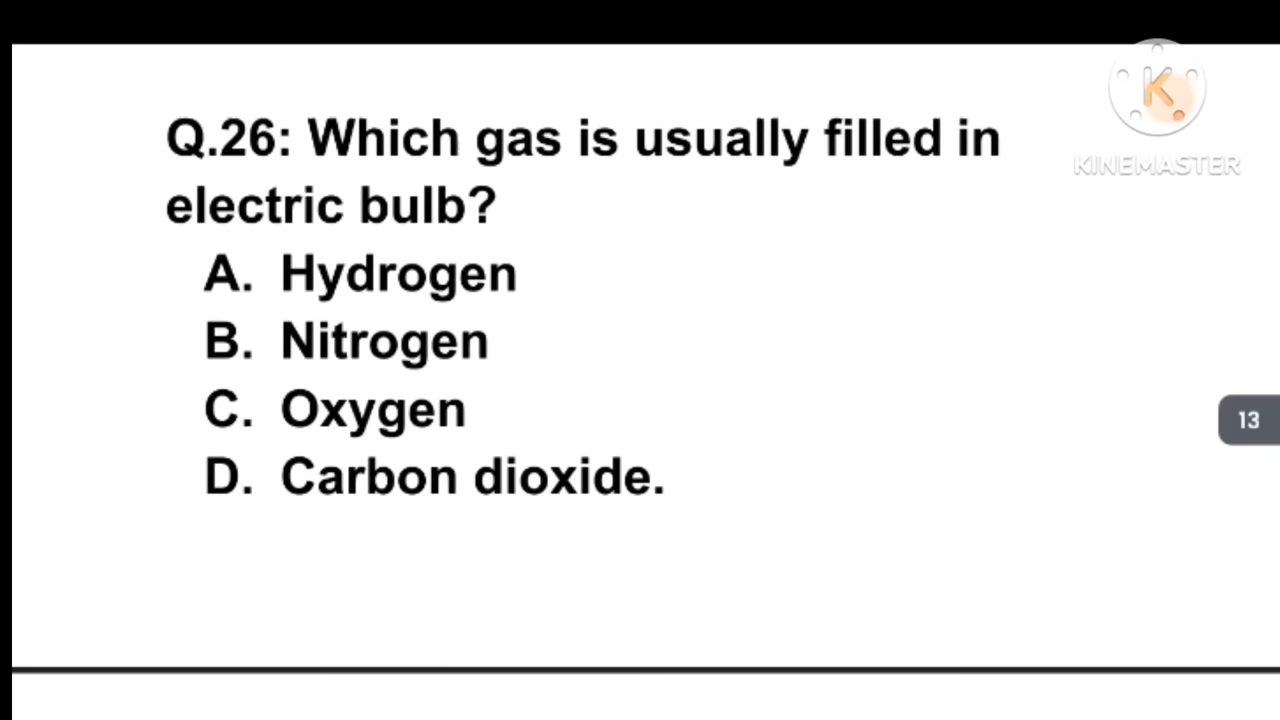 KINEMASTER
Q.26: Which gas is usually filled in
electric bulb?
A. Hydrogen
B. Nitrogen
C. Oxygen
D. Carbon dioxide.
13